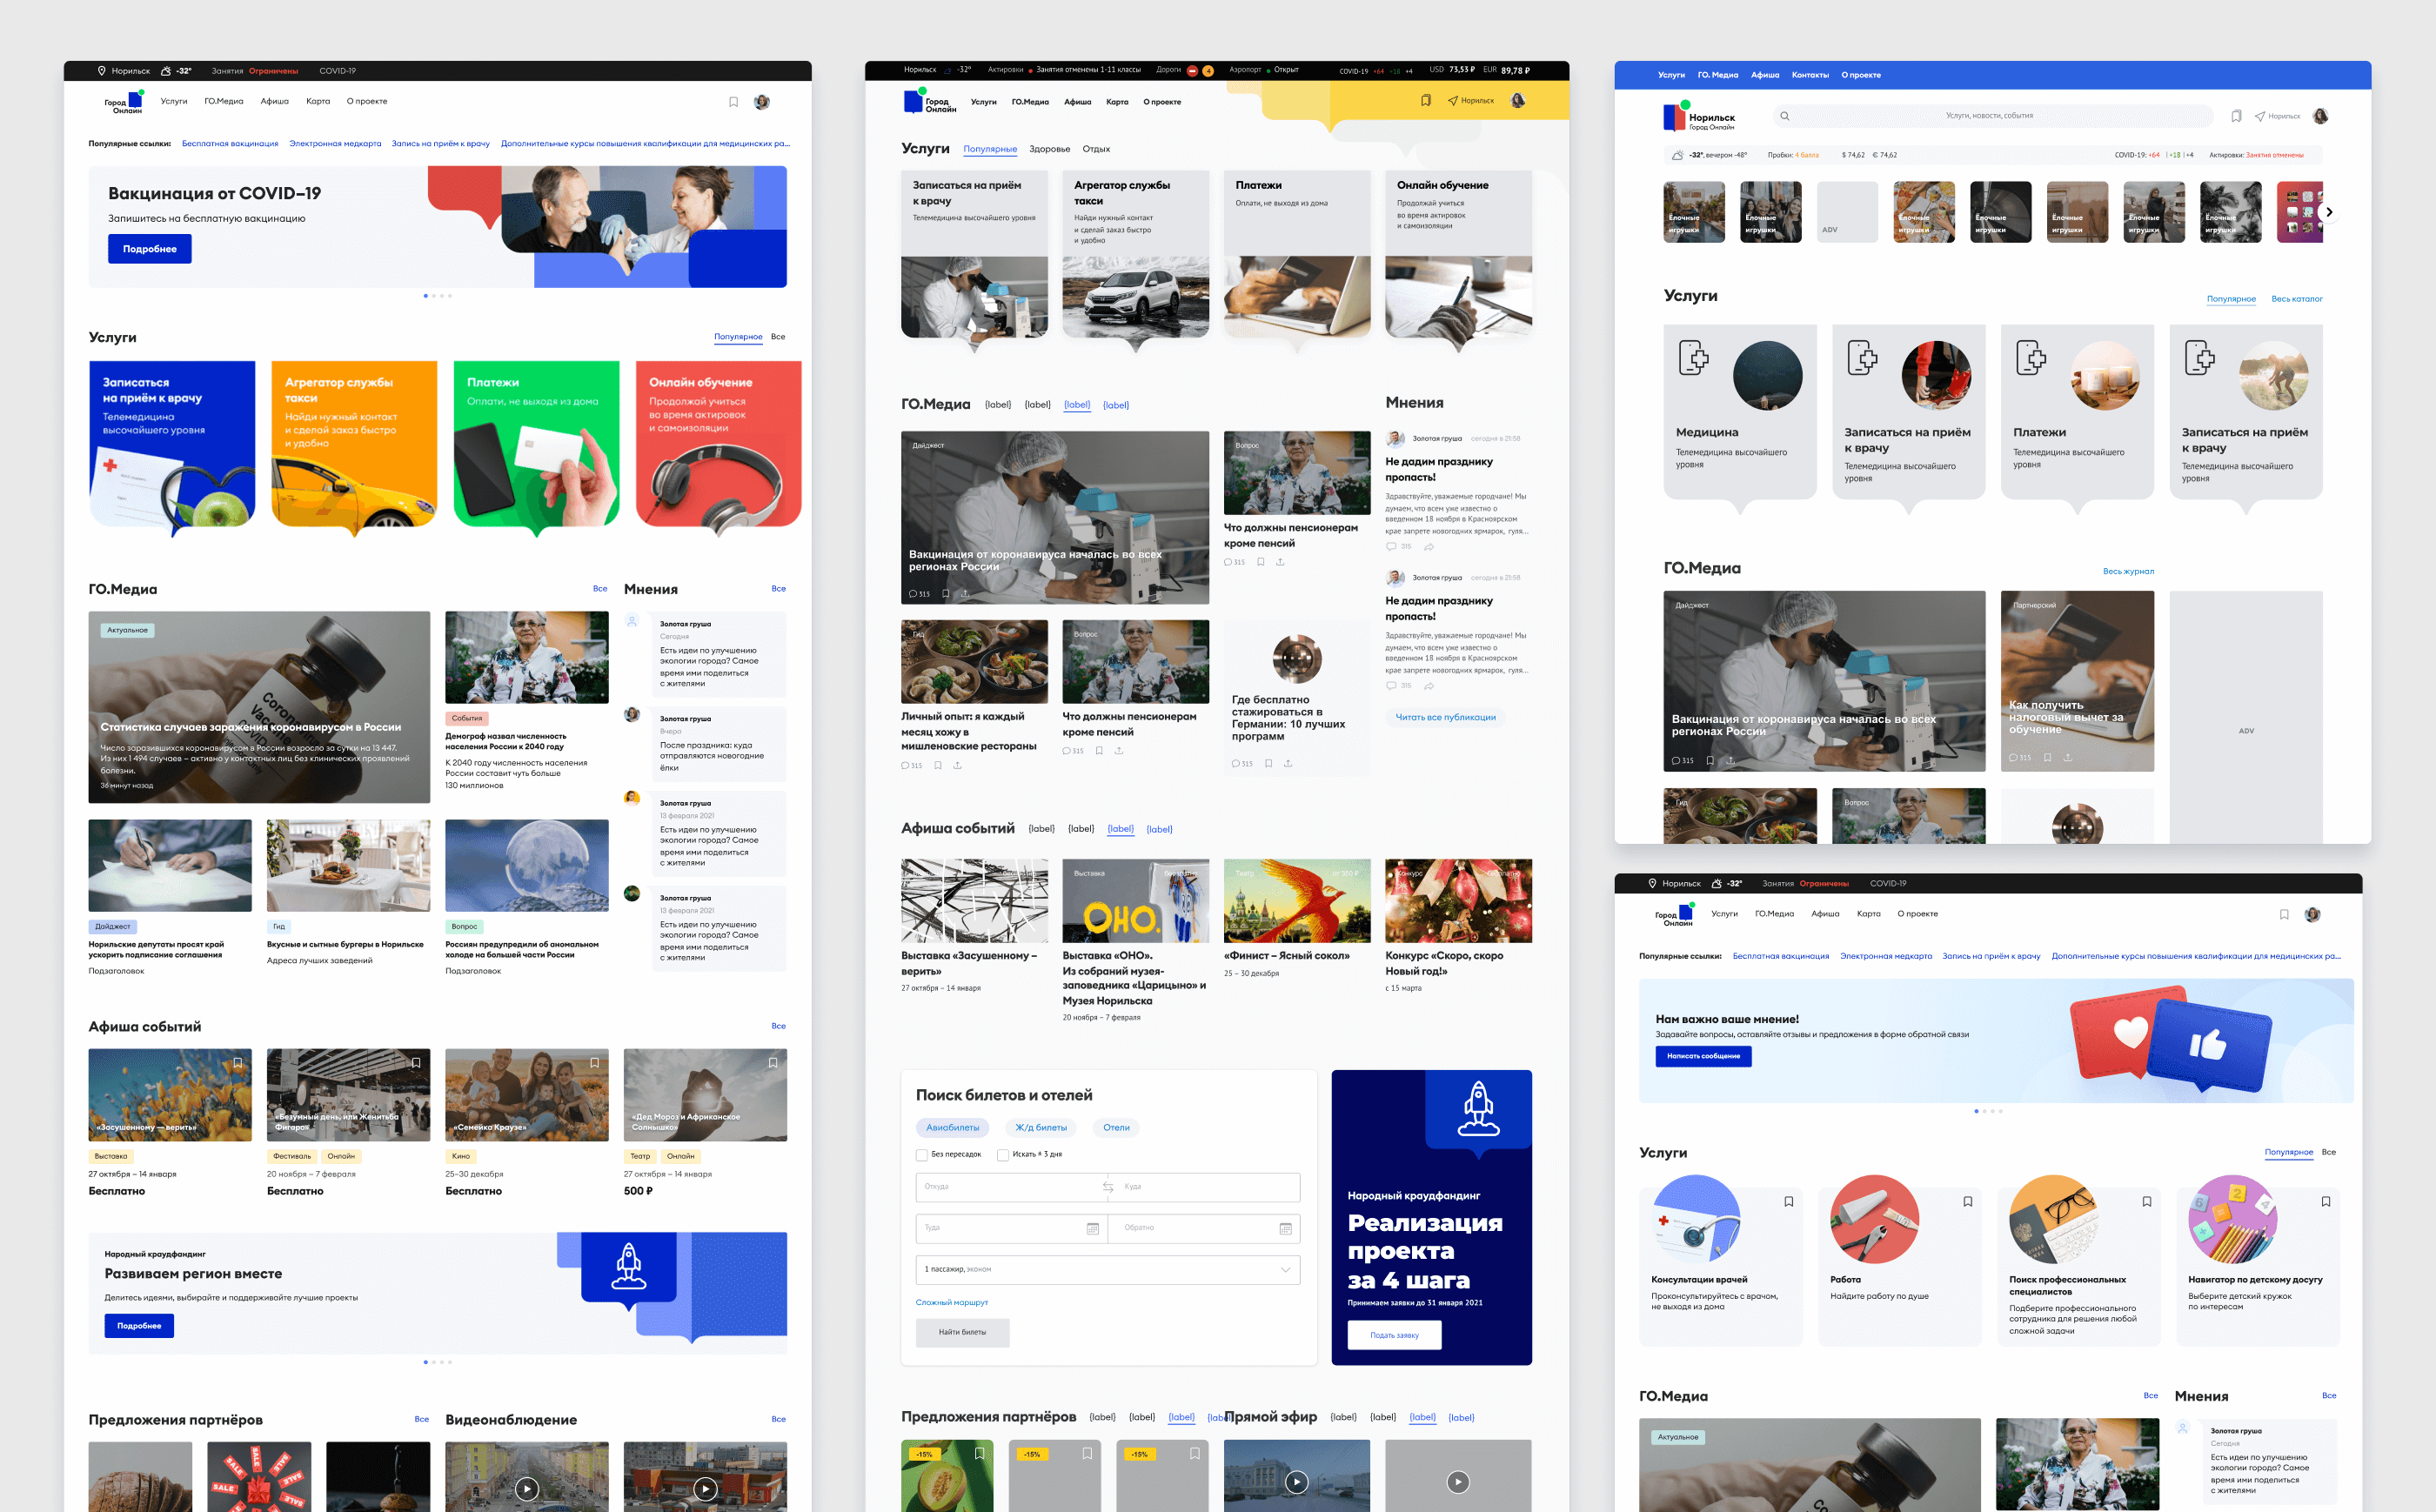 Норильск -32° Занятия Ограничены COVID-19
Город Онлайн
Услуги ГО.Медиа Афиша Карта О проекте
Популярные ссылки: Бесплатная вакцинация Электронная медкарта Запись на приём к врачу Дополнительные курсы повышения квалификации для медицинских ра...
Вакцинация от COVID–19
Запишитесь на бесплатную вакцинацию
Подробнее
Услуги
Популярное Все
Записаться
на приём к врачу
Телемедицина
высочайшего уровня
Агрегатор службы
такси
Найди нужный контакт
и сделай заказ быстро
и удобно
Платежи
Оплати, не выходя из дома
Онлайн обучение
Продолжай учиться
во время актировок
и самоизоляции
ГО.Медиа
Все
Мнения
Все
Актуальное
Статистика случаев заражения коронавирусом в России
Число заразившихся коронавирусом в России возросло за сутки на 13 447.
Из них 1 494 случаев – активно у контактных лиц без клинических проявлений
болезни.
36 минут назад
События
Демограф назвал численность
населения России к 2040 году
К 2040 году численность населения
России составит чуть больше
130 миллионов
Золотая груша
Сегодня
Есть идеи по улучшению
экологии города? Самое
время ими поделиться
с жителями
Золотая груша
Вчера
После праздника: куда
отправляются новогодние
ёлки
Золотая груша
13 февраля 2021
Есть идеи по улучшению
экологии города? Самое
время ими поделиться
с жителями
Золотая груша
13 февраля 2021
Есть идеи по улучшению
экологии города? Самое
время ими поделиться
с жителями
Дайджест
Норильские депутаты просят край
ускорить подписание соглашения
Подзаголовок
Гид
Вкусные и сытные бургеры в Норильске
Адреса лучших заведений
Вопрос
Россиян предупредили об аномальном
холоде на большей части России
Подзаголовок
Афиша событий
Все
«Засушенному — верить»
Выставка
27 октября – 14 января
Бесплатно
«Безумный день, или Женитьба
Фигаро»
Фестиваль Онлайн
20 ноября – 7 февраля
Бесплатно
«Семейка Краузе»
Кино
25–30 декабря
Бесплатно
«Дед Мороз и Африканское
Солнышко»
Театр Онлайн
27 октября – 14 января
500 ₽
Народный краудфандинг
Развиваем регион вместе
Делитесь идеями, выбирайте и поддерживайте лучшие проекты
Подробнее
Предложения партнёров
Все
Видеонаблюдение
Все
SALE SALE SALE SALE
Норильск -32° Актировки Занятия отменены 1-11 классы Дороги 4 Аэропорт Открыт COVID-19 +64 +18 +4 USD 73,53 ₽ EUR 89,78 ₽
Город
Онлайн
Услуги ГО.Медиа Афиша Карта О проекте
Норильск
Услуги
Популярные Здоровье Отдых
Записаться на приём
к врачу
Телемедицина высочайшего уровня
Агрегатор службы
такси
Найди нужный контакт
и сделай заказ быстро
и удобно
Платежи
Оплати, не выходя из дома
Онлайн обучение
Продолжай учиться
во время актировок
и самоизоляции
ГО.Медиа
{label} {label} {label} {label}
Мнения
Дайджест
Вакцинация от коронавируса началась во всех
регионах России
315
Вопрос
Что должны пенсионерам
кроме пенсий
315
Золотая груша сегодня в 21:58
Не дадим празднику
пропасть!
Здравствуйте, уважаемые горожане! Мы
думаем, что всем уже известно о
введенном 18 ноября в Красноярском
крае запрете новогодних ярмарок, гуля...
315
Золотая груша сегодня в 21:58
Не дадим празднику
пропасть!
Здравствуйте, уважаемые горожане! Мы
думаем, что всем уже известно о
введенном 18 ноября в Красноярском
крае запрете новогодних ярмарок, гуля...
315
Читать все публикации
Гид
Личный опыт: я каждый
месяц хожу в
мишленовские рестораны
315
Вопрос
Что должны пенсионерам
кроме пенсий
315
Где бесплатно
стажироваться в
Германии: 10 лучших
программ
315
Афиша событий
{label} {label} {label} {label}
Выставка «Засушенному –
верить»
27 октября – 14 января
Выставка
ОНО.
Выставка «ОНО».
Из собраний музея-
заповедника «Царицыно» и
Музея Норильска
20 ноября – 7 февраля
Театр от 350 ₽
«Финист – Ясный сокол»
25 – 30 декабря
Конкурс
Конкурс «Скоро, скоро
Новый год!»
с 15 марта
Поиск билетов и отелей
Авиабилеты Ж/д билеты Отели
Без пересадок Искать ± 3 дня
Откуда Куда
Туда Обратно
1 пассажир, эконом
Сложный маршрут
Найти билеты
Народный краудфандинг
Реализация
проекта
за 4 шага
Принимаем заявки до 31 января 2021
Подать заявку
Предложения партнёров
{label} {label} {label}
Прямой эфир
{label} {label} {label} {label}
-15% -15% -15%
Услуги ГО. Медиа Афиша Контакты О проекте
Норильск
Город Онлайн
Услуги, новости, события
Норильск
-32°, вечером -48° Пробки: 4 балла $ 74,62 € 74,62 COVID-19: +64 +18 +4 Актировки: Занятия отменены
Елочные
игрушки
Елочные
игрушки
ADV
Елочные
игрушки
Елочные
игрушки
Елочные
игрушки
Елочные
игрушки
Елочные
игрушки
Услуги
Популярное Весь каталог
Медицина
Телемедицина высочайшего
уровня
Записаться на приём
к врачу
Телемедицина высочайшего
уровня
Платежи
Телемедицина высочайшего
уровня
Записаться на приём
к врачу
Телемедицина высочайшего
уровня
ГО.Медиа
Весь журнал
Дайджест
Вакцинация от коронавируса началась во всех
регионах России
315
Партнерский
Как получить
налоговый вычет за
обучение
315
ADV
Гид
Вопрос
Норильск -32° Занятия Ограничены COVID-19
Город Онлайн
Услуги ГО.Медиа Афиша Карта О проекте
Популярные ссылки: Бесплатная вакцинация Электронная медкарта Запись на приём к врачу Дополнительные курсы повышения квалификации для медицинских ра...
Нам важно ваше мнение!
Задавайте вопросы, оставляйте отзывы и предложения в форме обратной связи
Написать сообщение
Услуги
Популярное Все
Консультации врачей
Проконсультируйтесь с врачом,
не выходя из дома
Работа
Найдите работу по душе
Поиск профессиональных
специалистов
Подберите профессионального
сотрудника для решения любой
сложной задачи
Навигатор по детскому досугу
Выберите детский кружок
по интересам
ГО.Медиа
Все
Мнения
Все
Актуальное
Золотая груша
Сегодня
Есть идеи по улучшению
экологии города? Самое
время ими поделиться
с жителями